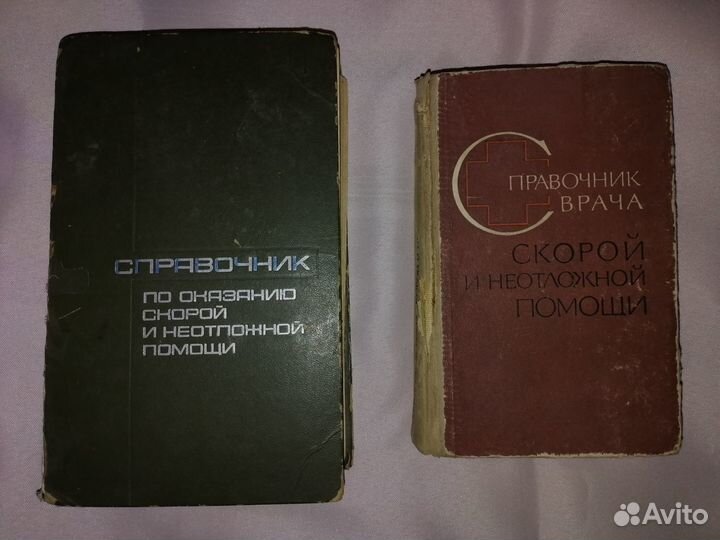 СПРАВОЧНИК
ПО ОКАЗАНИЮ
СКОРОЙ
И НЕОТЛОЖНОЙ
ПОМОЩИ
СПРАВОЧНИК
ВРАЧА
СКОРОЙ
И НЕОТЛОЖНОЙ
ПОМОЩИ
Avito